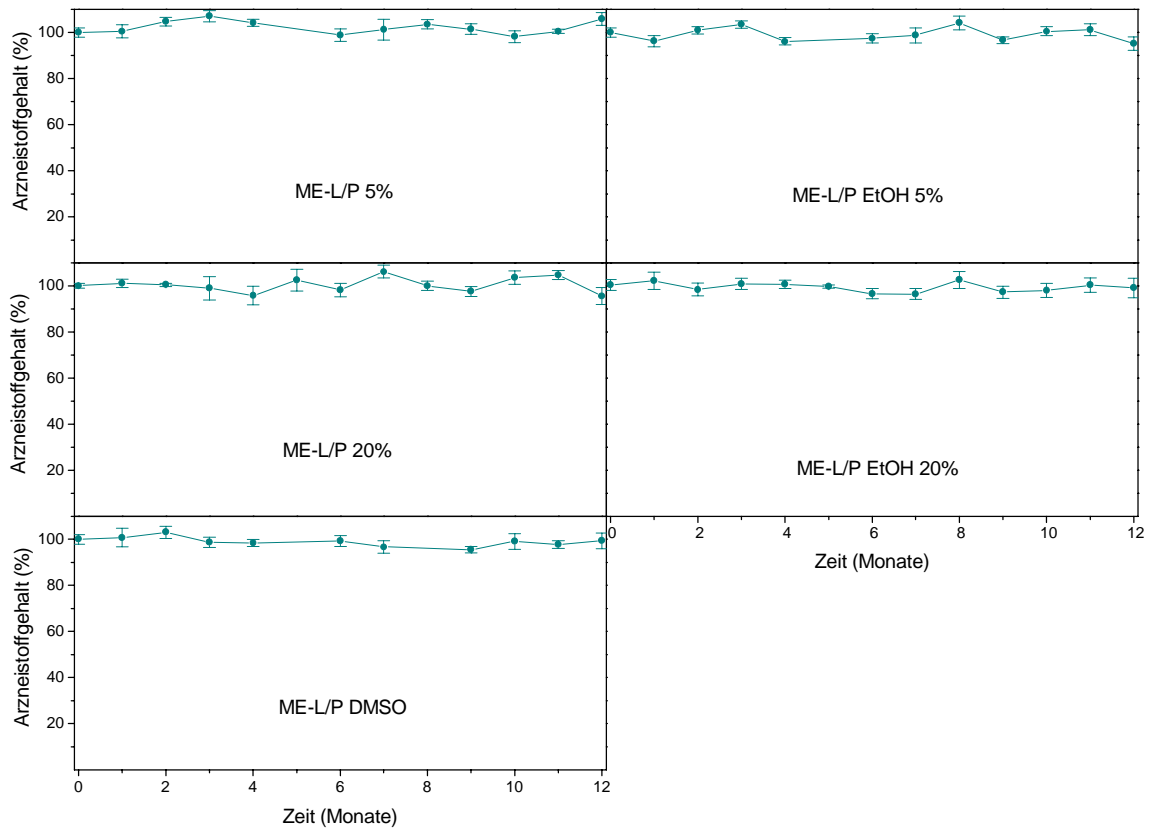 Arzneistoffgehalt (%)
100
80
60
40
20
ME-L/P 5%
ME-L/P EtOH 5%
Arzneistoffgehalt (%)
100
80
60
40
20
ME-L/P 20%
ME-L/P EtOH 20%
0 2 4 6 8 10 12
Zeit (Monate)
Arzneistoffgehalt (%)
100
80
60
40
20
ME-L/P DMSO
0 2 4 6 8 10 12
Zeit (Monate)